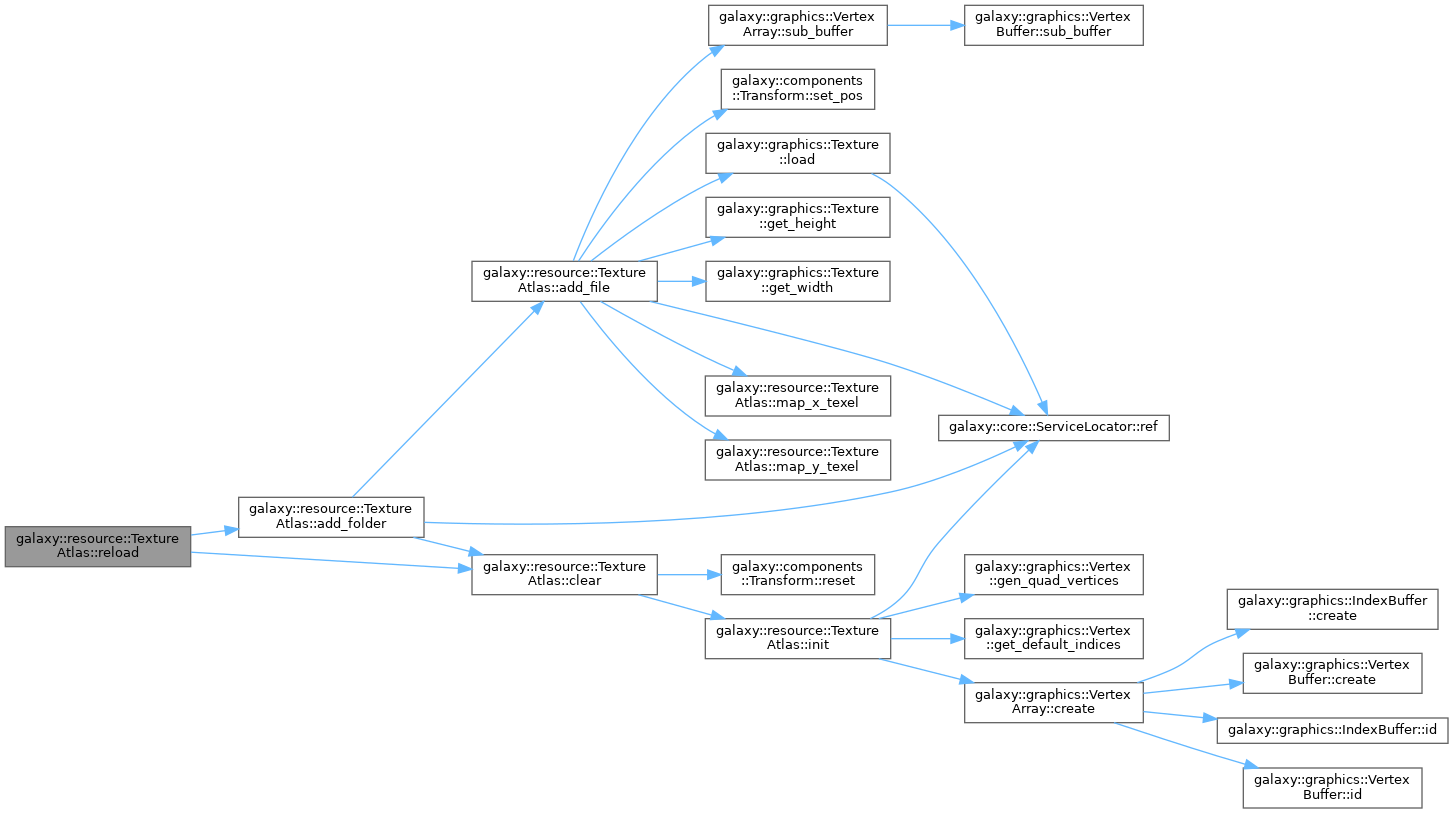 galaxy::graphics::Vertex
Array::sub_buffer
galaxy::graphics::Vertex
Buffer::sub_buffer
galaxy::components
::Transform::set_pos
galaxy::graphics::Texture
::load
galaxy::graphics::Texture
::get_height
galaxy::resource::Texture
Atlas::add_file
galaxy::graphics::Texture
::get_width
galaxy::resource::Texture
Atlas::map_x_texel
galaxy::core::ServiceLocator::ref
galaxy::resource::Texture
Atlas::map_y_texel
galaxy::resource::Texture
Atlas::add_folder
galaxy::resource::Texture
Atlas::reload
galaxy::resource::Texture
Atlas::clear
galaxy::components
::Transform::reset
galaxy::graphics::Vertex
::gen_quad_vertices
galaxy::graphics::IndexBuffer
::create
galaxy::resource::Texture
Atlas::init
galaxy::graphics::Vertex
::get_default_indices
galaxy::graphics::Vertex
Buffer::create
galaxy::graphics::Vertex
Array::create
galaxy::graphics::IndexBuffer::id
galaxy::graphics::Vertex
Buffer::id